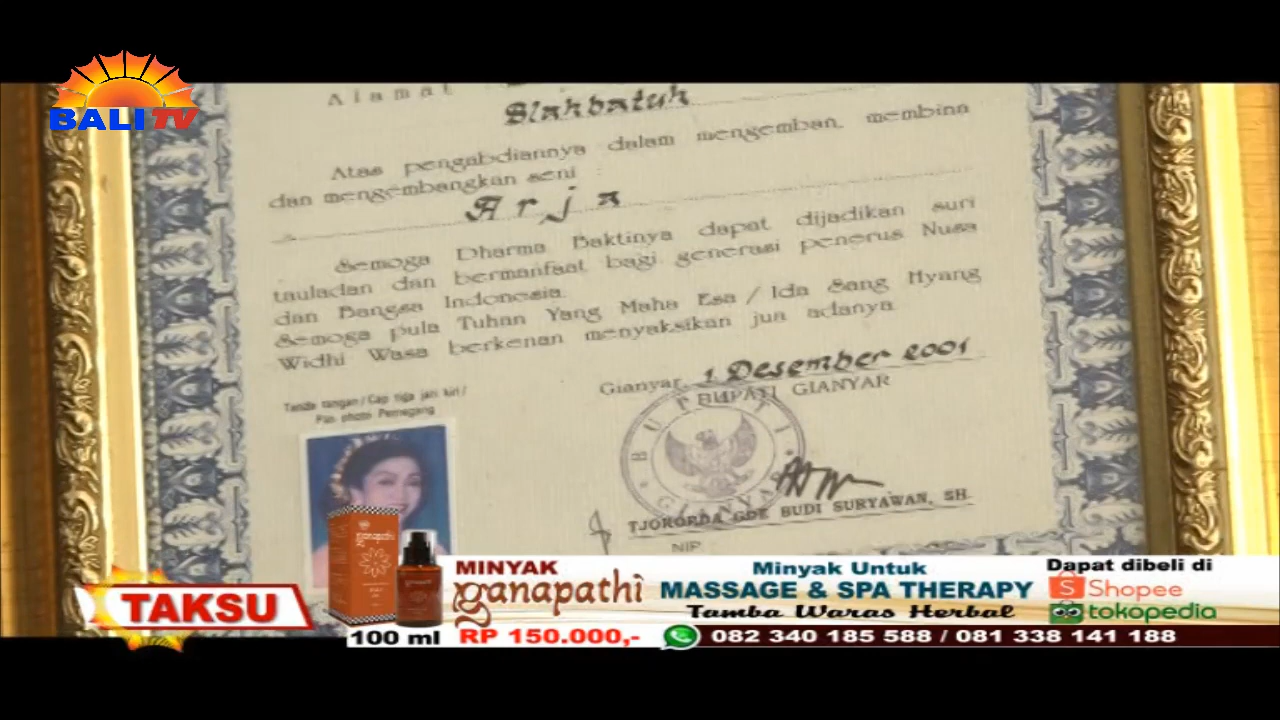 BALI TV
Alamat
Blahbatuh
Atas pengabdiannya dalam mengemban, membina
dan mengembangkan seni
Arja
Semoga Dharma Baktinya dapat dijadikan suri
tauladan dan bermanfaat bagi generasi penerus Nusa
dan Bangsa Indonesia.
Semoga pula Tuhan Yang Maha Esa / Ida Sang Hyang
Widhi Wasa berkenan menyaksikan jua adanya
Gianyar, 1 Desember 2001
BUPATI GIANYAR
Tanda tangan / Cap tiga jari kiri /
Pas photo Pemegang
BUPATI
GIANYAR
TJOKORDA GDE BUDI SURYAWAN, SH.
NIP
TAKSU
ganapathi
100 ml
MINYAK
ganapathi
RP 150.000,-
Minyak Untuk
MASSAGE & SPA THERAPY
Tamba Waras Herbal
082 340 185 588 / 081 338 141 188
Dapat dibeli di
Shopee
tokopedia